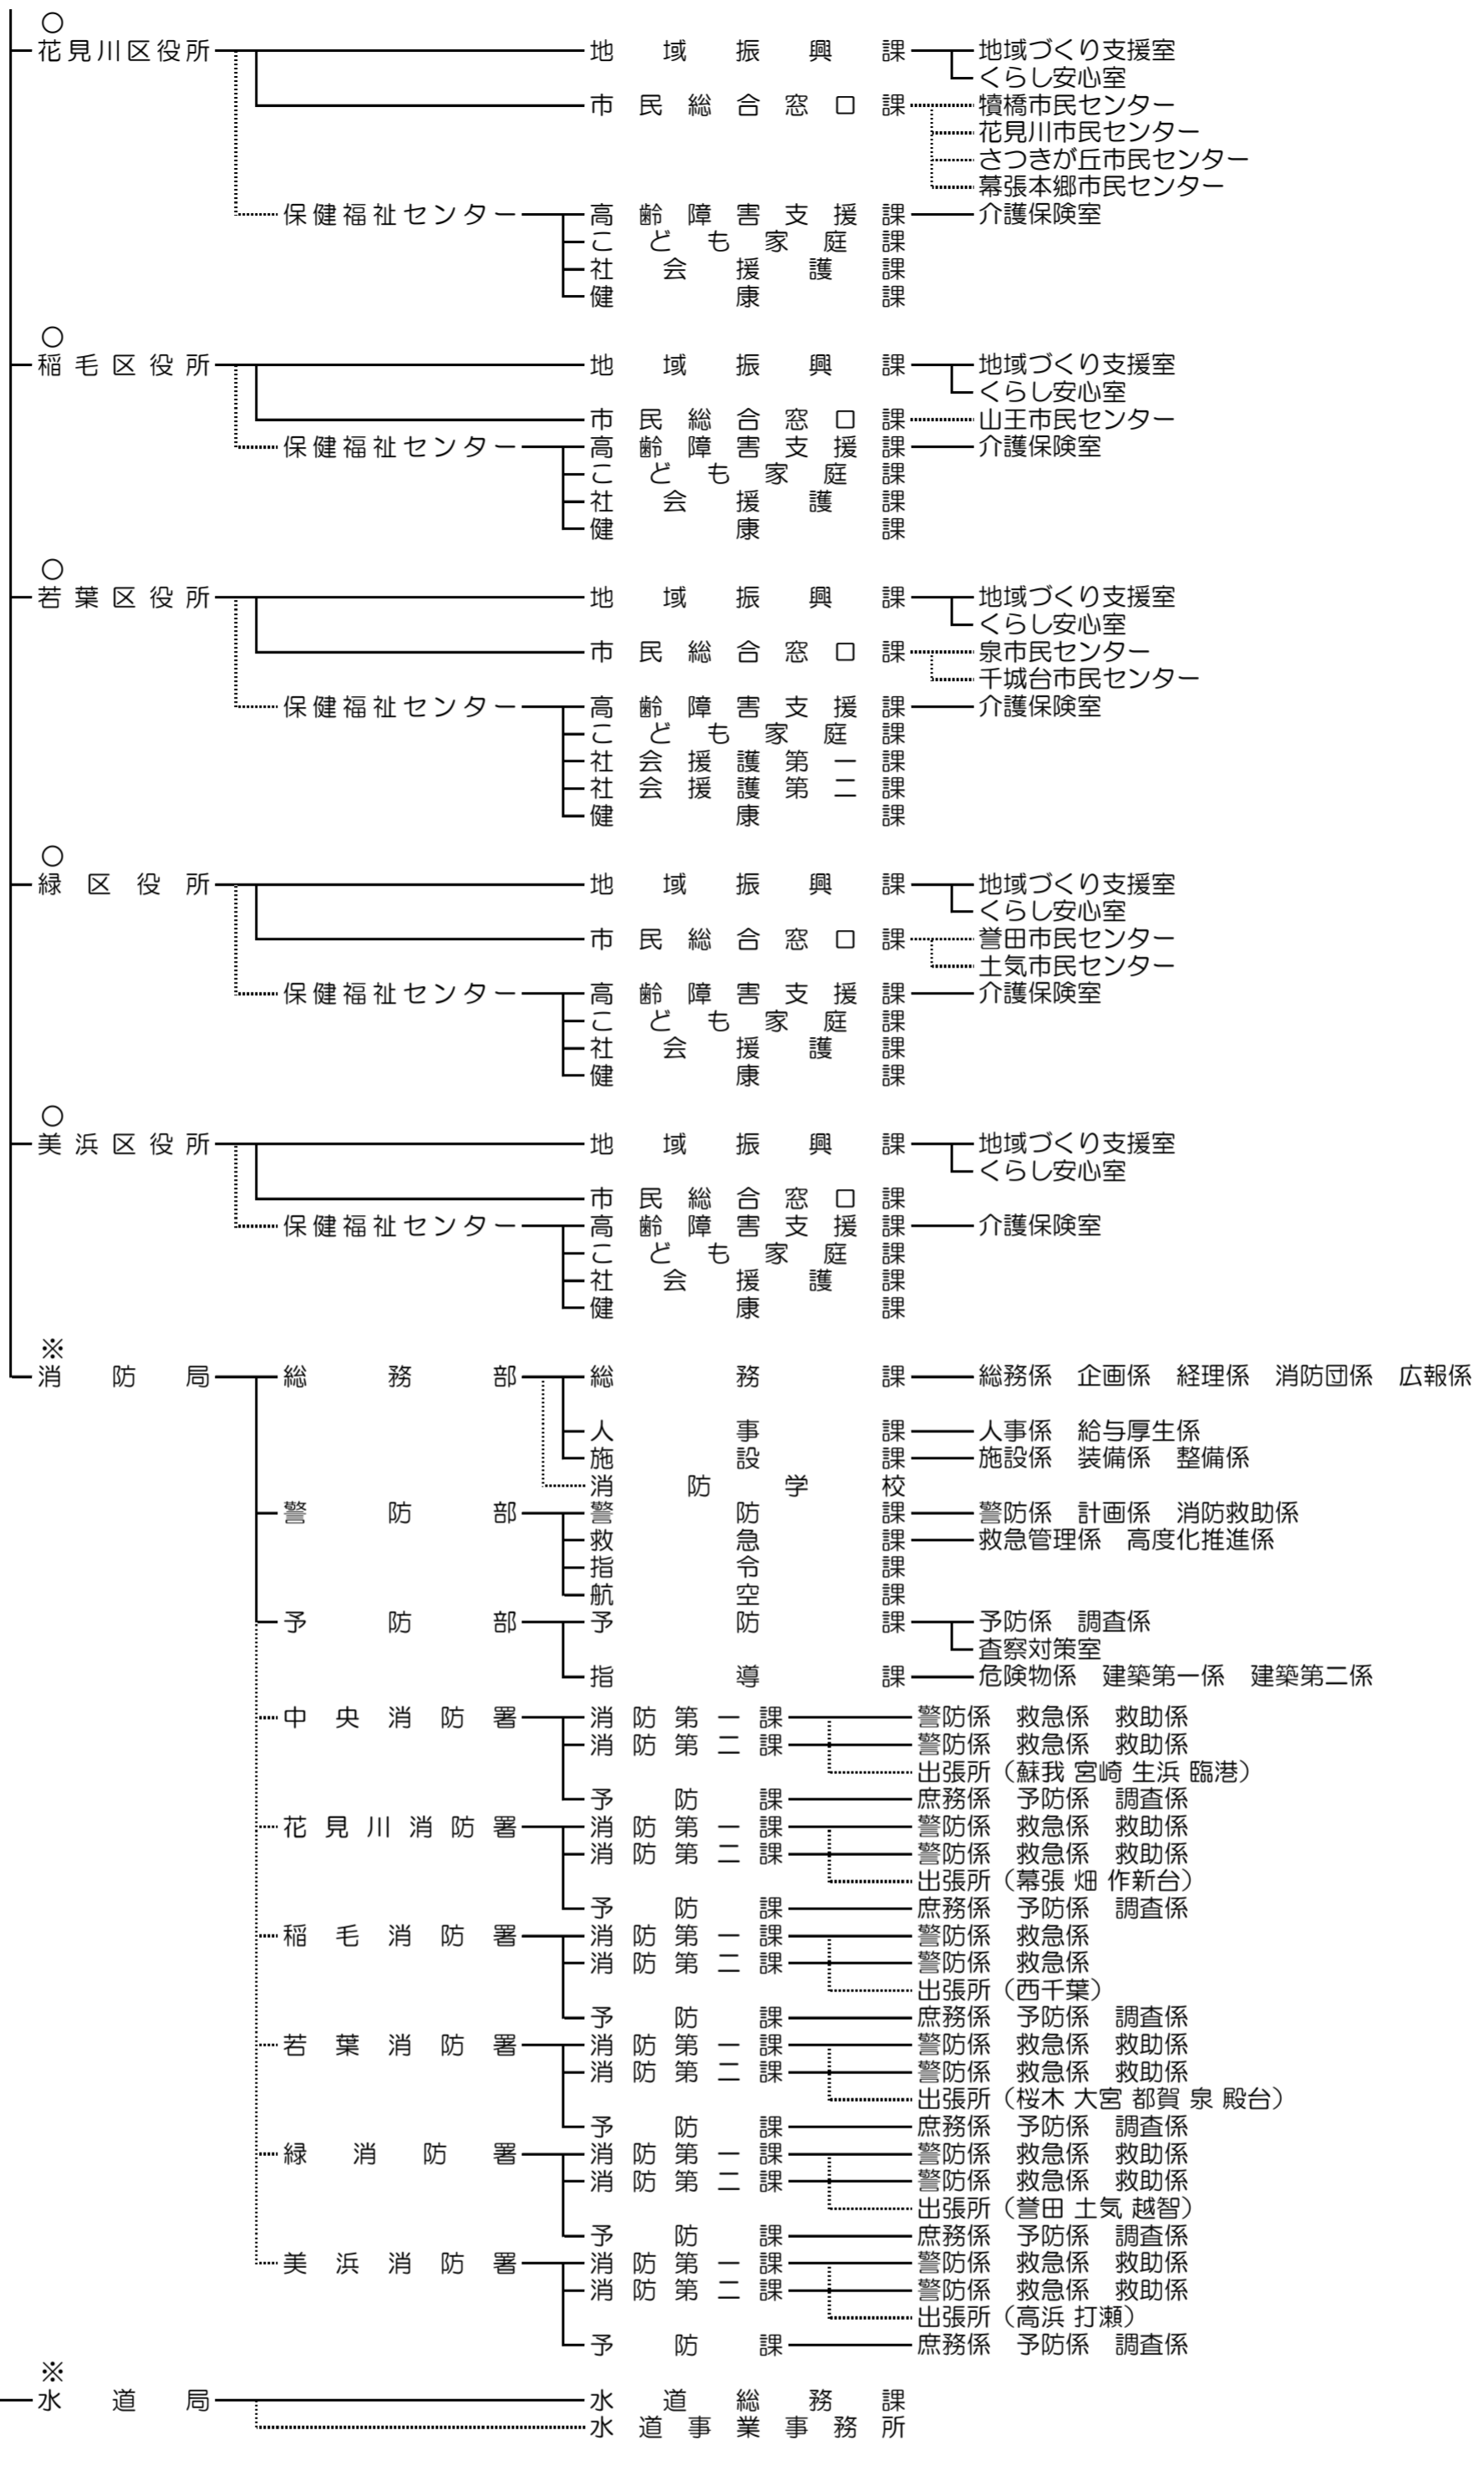 ○
花見川区役所 地域振興課 地域づくり支援室
くらし安心室
市民総合窓口課 犢橋市民センター
花見川市民センター
さつきが丘市民センター
幕張本郷市民センター
保健福祉センター 高齢障害支援課 介護保険室
こども家庭課
社会援護課
健康課
○
稲毛区役所 地域振興課 地域づくり支援室
くらし安心室
市民総合窓口課 山王市民センター
保健福祉センター 高齢障害支援課 介護保険室
こども家庭課
社会援護課
健康課
○
若葉区役所 地域振興課 地域づくり支援室
くらし安心室
市民総合窓口課 泉市民センター
千城台市民センター
保健福祉センター 高齢障害支援課 介護保険室
こども家庭課
社会援護第一課
社会援護第二課
健康課
○
緑区役所 地域振興課 地域づくり支援室
くらし安心室
市民総合窓口課 誉田市民センター
土気市民センター
保健福祉センター 高齢障害支援課 介護保険室
こども家庭課
社会援護課
健康課
○
美浜区役所 地域振興課 地域づくり支援室
くらし安心室
市民総合窓口課
保健福祉センター 高齢障害支援課 介護保険室
こども家庭課
社会援護課
健康課
※
消防局 総務部 総務課 総務係 企画係 経理係 消防団係 広報係
人事課 人事係 給与厚生係
施設課 施設係 装備係 整備係
消防学校
警防部 警防課 警防係 計画係 消防救助係
救急課 救急管理係 高度化推進係
指令課
航空課
予防部 予防課 予防係 調査係
査察対策室
指導課 危険物係 建築第一係 建築第二係
中央消防署 消防第一課 警防係 救急係 救助係
消防第二課 警防係 救急係 救助係
出張所（蘇我 宮崎 生浜 臨港）
予防課 庶務係 予防係 調査係
花見川消防署 消防第一課 警防係 救急係 救助係
消防第二課 警防係 救急係 救助係
出張所（幕張 畑 作新台）
予防課 庶務係 予防係 調査係
稲毛消防署 消防第一課 警防係 救急係
消防第二課 警防係 救急係
出張所（西千葉）
予防課 庶務係 予防係 調査係
若葉消防署 消防第一課 警防係 救急係 救助係
消防第二課 警防係 救急係 救助係
出張所（桜木 大宮 都賀 泉 殿台）
予防課 庶務係 予防係 調査係
緑消防署 消防第一課 警防係 救急係 救助係
消防第二課 警防係 救急係 救助係
出張所（誉田 土気 越智）
予防課 庶務係 予防係 調査係
美浜消防署 消防第一課 警防係 救急係 救助係
消防第二課 警防係 救急係 救助係
出張所（高浜 打瀬）
予防課 庶務係 予防係 調査係
※
水道局 水道総務課
水道事業事務所